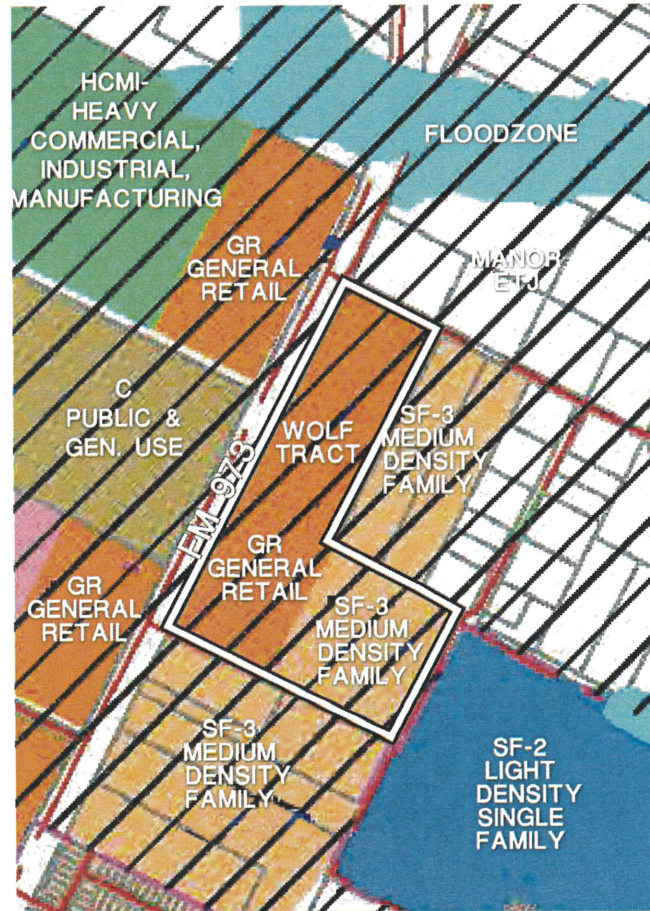 HCMI-
HEAVY
COMMERCIAL,
INDUSTRIAL,
MANUFACTURING
FLOODZONE
GR
GENERAL
RETAIL
MANOR
ETJ
C
PUBLIC &
GEN. USE
WOLF
TRACT
SF-3
MEDIUM
DENSITY
FAMILY
FM 973
GR
GENERAL
RETAIL
GR
GENERAL
RETAIL
SF-3
MEDIUM
DENSITY
FAMILY
SF-3
MEDIUM
DENSITY
FAMILY
SF-2
LIGHT
DENSITY
SINGLE
FAMILY